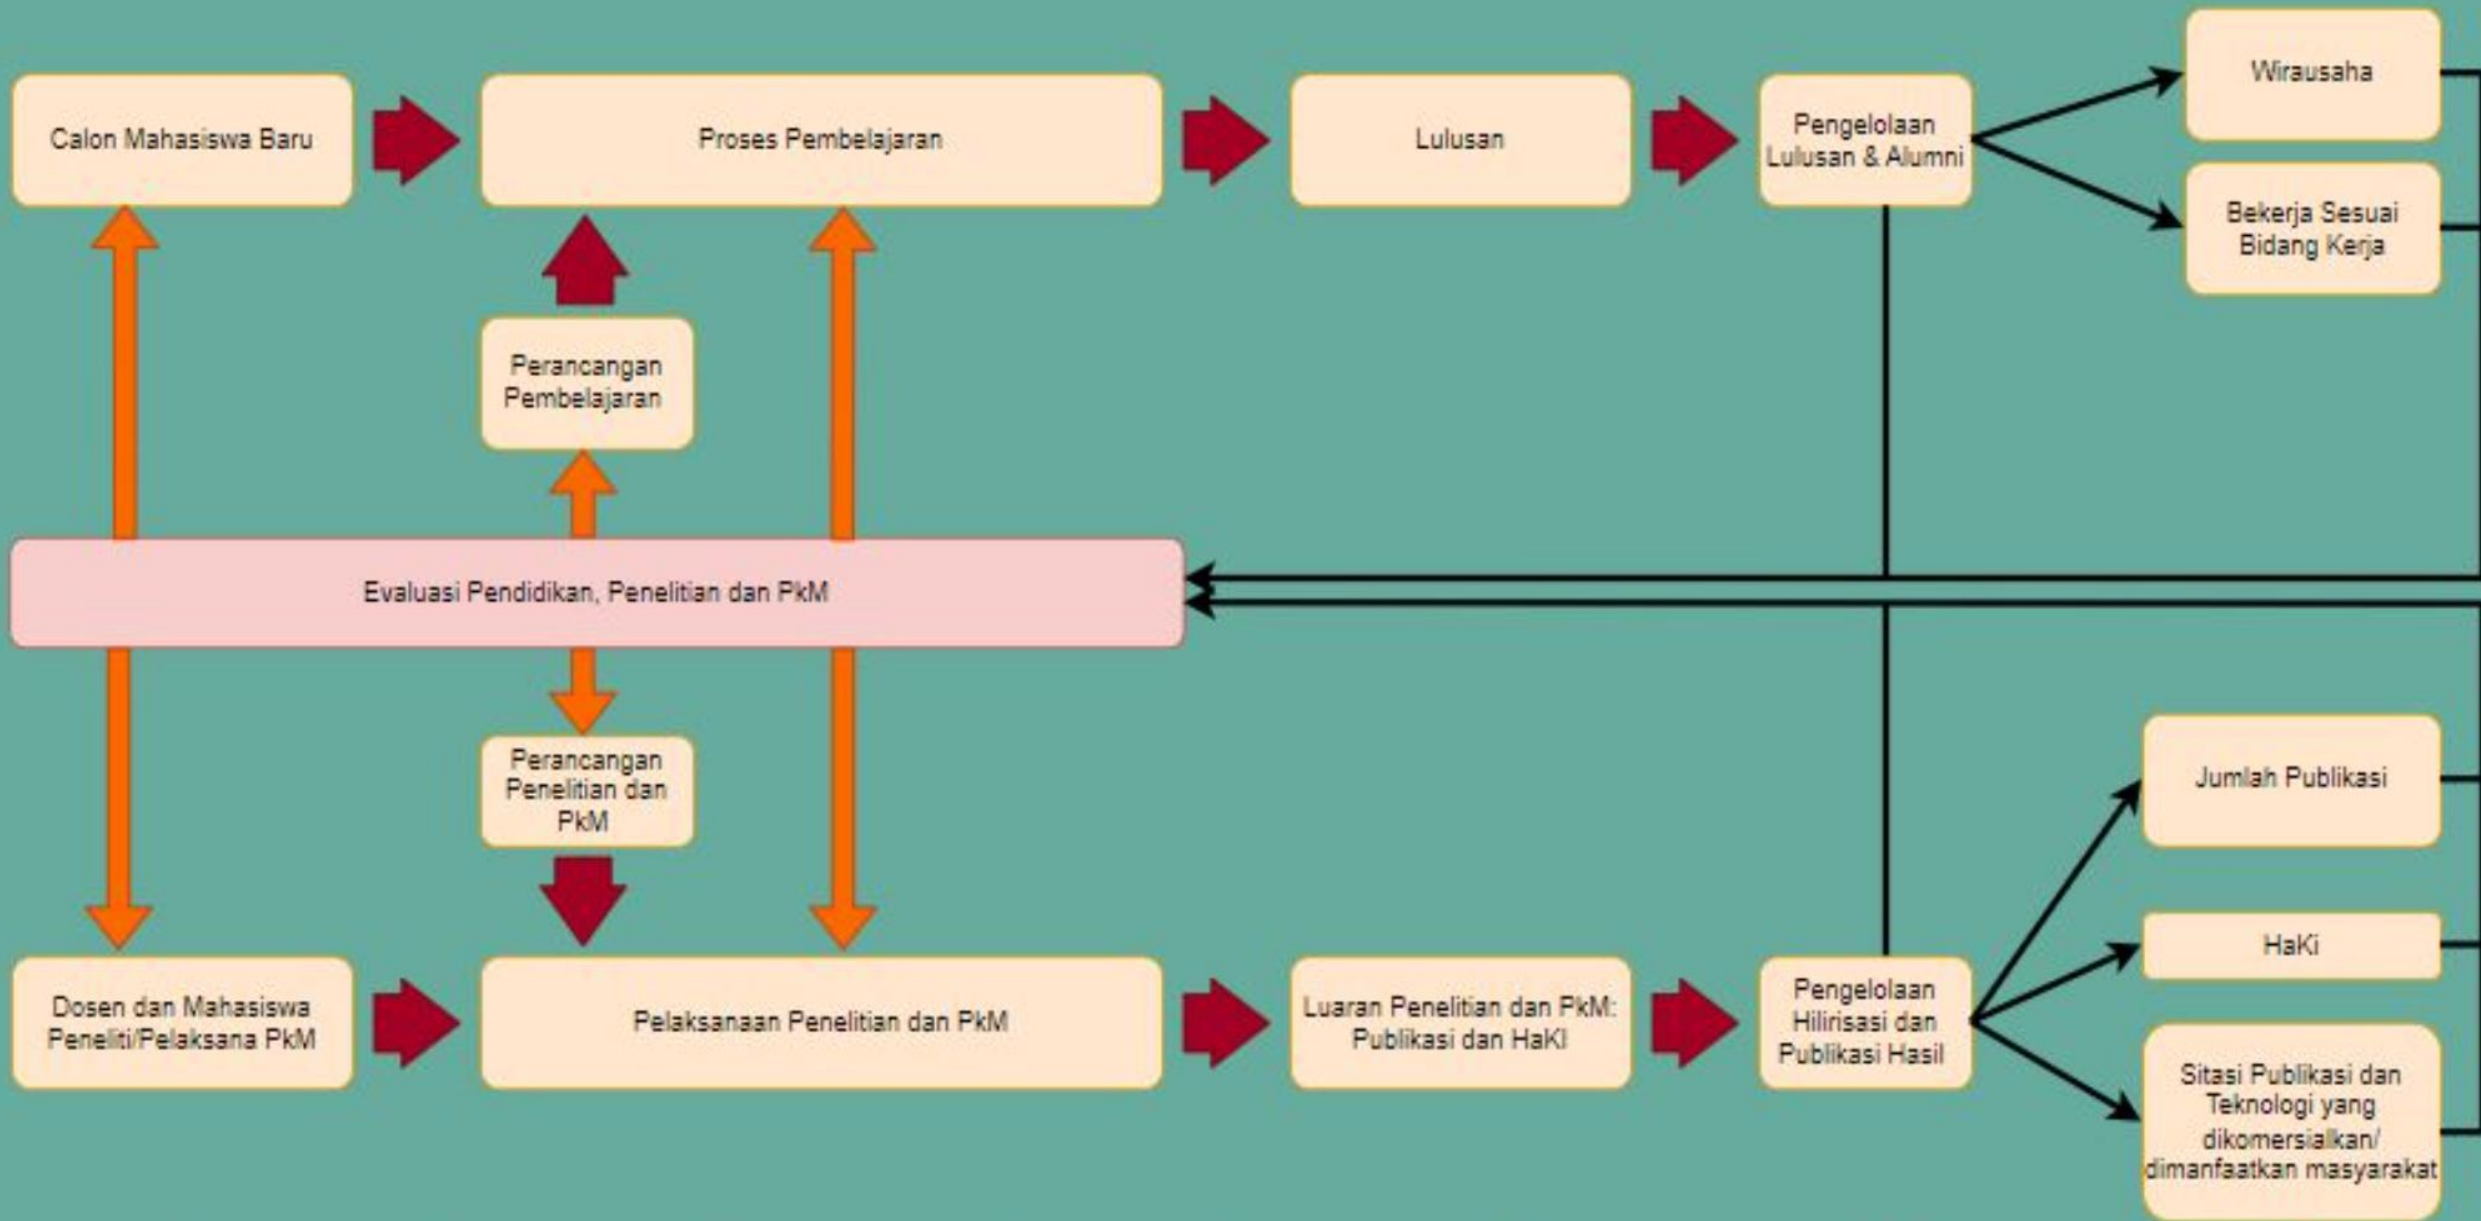 Calon Mahasiswa Baru
Proses Pembelajaran
Lulusan
Pengelolaan
Lulusan & Alumni
Wirausaha
Bekerja Sesuai
Bidang Kerja
Perancangan
Pembelajaran
Evaluasi Pendidikan, Penelitian dan PkM
Perancangan
Penelitian dan
PkM
Dosen dan Mahasiswa
Peneliti/Pelaksana PkM
Pelaksanaan Penelitian dan PkM
Luaran Penelitian dan PkM:
Publikasi dan HaKI
Pengelolaan
Hilirisasi dan
Publikasi Hasil
Jumlah Publikasi
HaKi
Sitasi Publikasi dan
Teknologi yang
dikomersialkan/
dimanfaatkan masyarakat